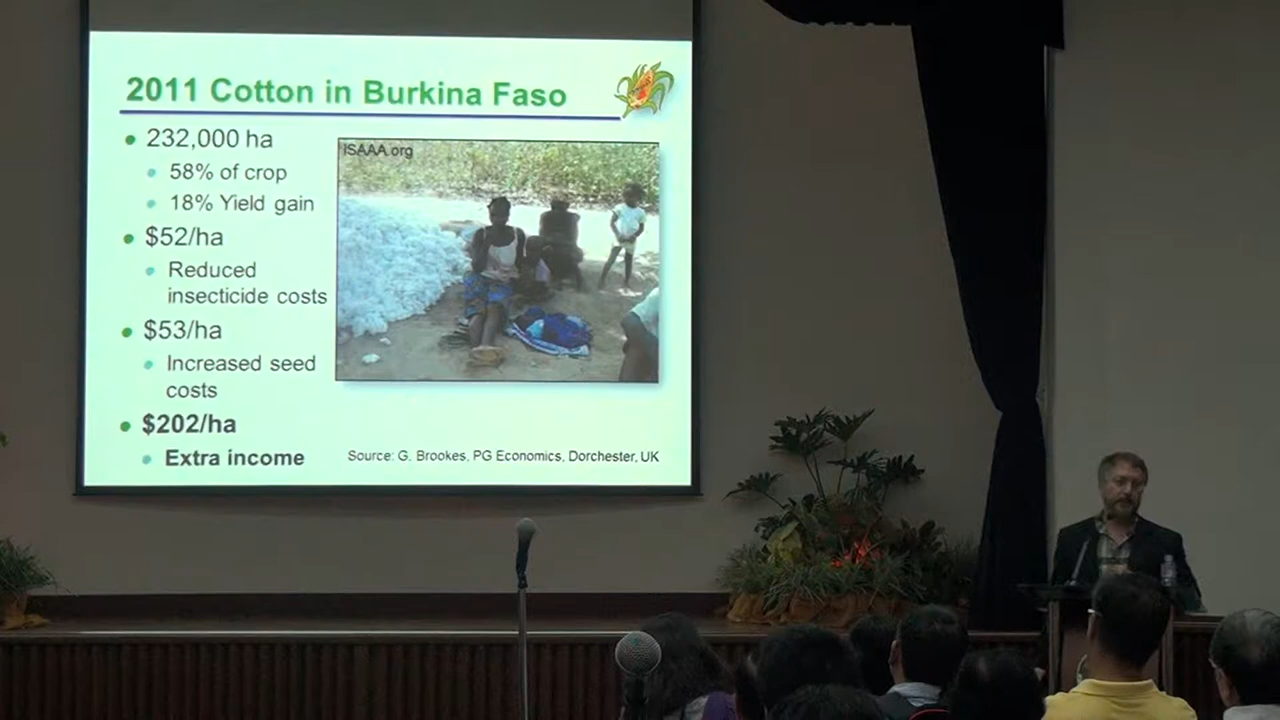 2011 Cotton in Burkina Faso
232,000 ha
58% of crop
18% Yield gain
$52/ha
Reduced
insecticide costs
$53/ha
Increased seed
costs
$202/ha
Extra income
ISAAA.org
Source: G. Brookes, PG Economics, Dorchester, UK